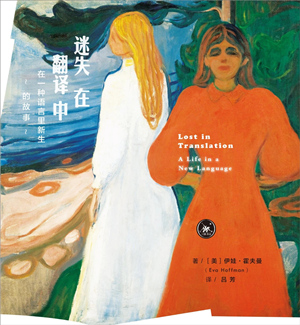 迷失在
翻译中
在一种语言里新生
-的故事-
Lost in
Translation
A Life in a
New Language
著/[美]伊娃·霍夫曼
(Eva Hoffman)
译/吕芳